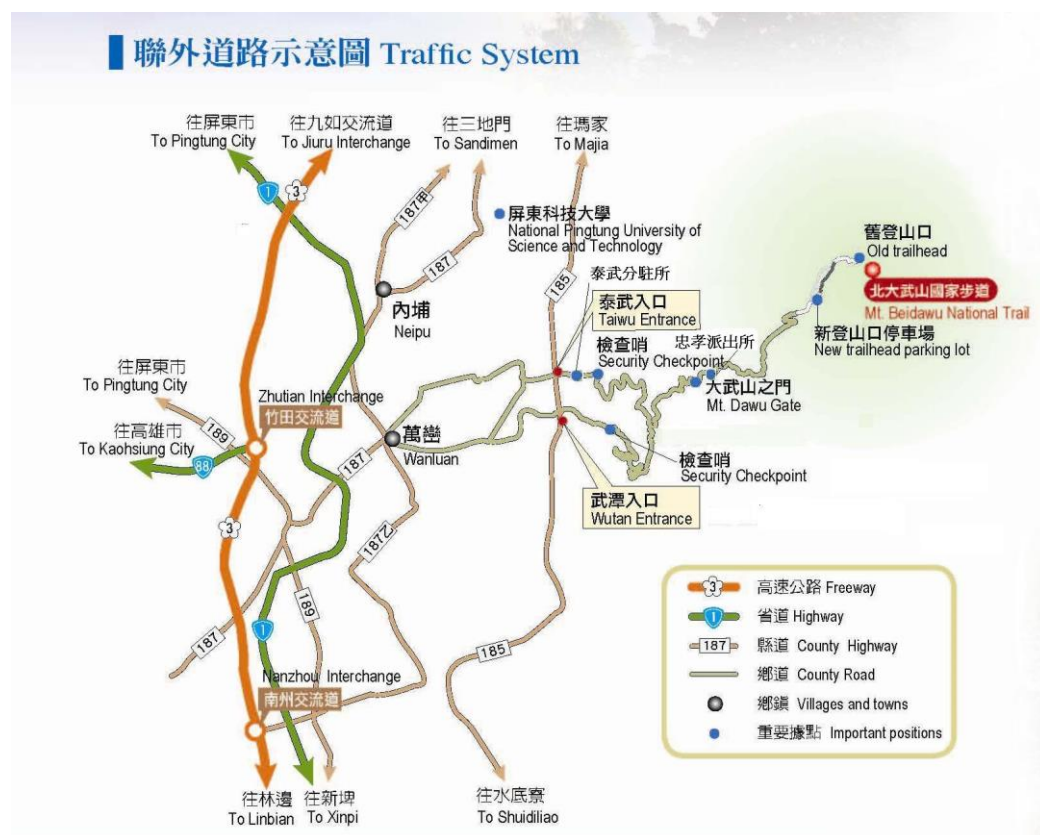 聯外道路示意圖 Traffic System
往屏東市
To Pingtung City
往九如交流道
To Jiuru Interchange
往三地門
To Sandimen
往瑪家
To Majia
1
3
187甲
屏東科技大學
National Pingtung University of
Science and Technology
舊登山口
Old trailhead
187
185
泰武分駐所
北大武山國家步道
Mt. Beidawu National Trail
內埔
Neipu
泰武入口
Taiwu Entrance
新登山口停車場
New trailhead parking lot
檢查哨
Security Checkpoint
忠孝派出所
大武山之門
Mt. Dawu Gate
往屏東市
To Pingtung City
Zhutian Interchange
竹田交流道
189
萬巒
Wanluan
往高雄市
To Kaohsiung City
88
187
檢查哨
Security Checkpoint
武潭入口
Wutan Entrance
3
187乙
189
1
187
185
Nanzhou Interchange
南州交流道
3 高速公路 Freeway
1 省道 Highway
187 縣道 County Highway
鄉道 County Road
鄉鎮 Villages and towns
重要據點 Important positions
往林邊
To Linbian
往新埤
To Xinpi
往水底寮
To Shuidiliao